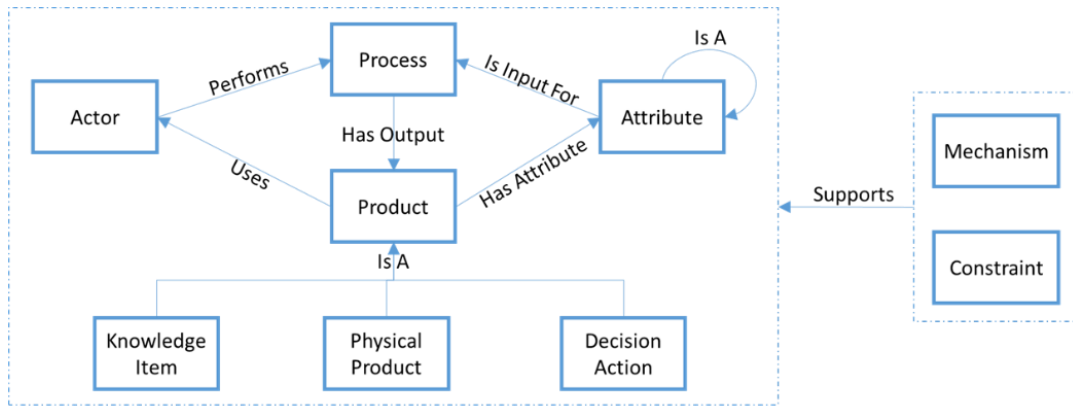 Is A
Process
Performs
Is Input For
Actor
Attribute
Has Output
Mechanism
Uses
Has Attribute
Product
Supports
Is A
Constraint
Knowledge
Item
Physical
Product
Decision
Action